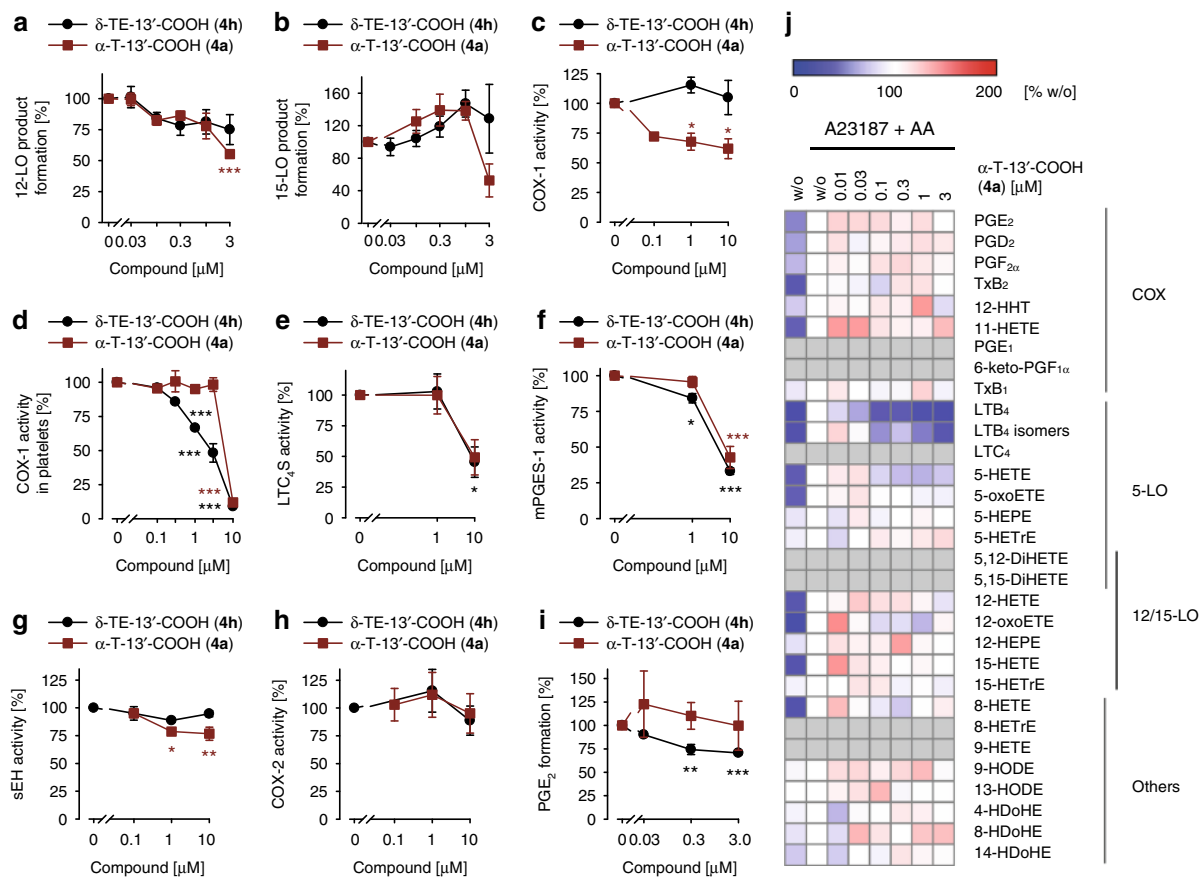 a
δ-TE-13′-COOH (4h)
α-T-13′-COOH (4a)
12-LO product
formation [%]
100
75
50
25
0
0 0.03 0.3 3
Compound [µM]
***
b
δ-TE-13′-COOH (4h)
α-T-13′-COOH (4a)
15-LO product
formation [%]
160
140
120
100
80
60
40
0
0 0.03 0.3 3
Compound [µM]
c
δ-TE-13′-COOH (4h)
α-T-13′-COOH (4a)
COX-1 activity [%]
125
100
75
50
25
0
0 0.1 1 10
Compound [µM]
* *
d
δ-TE-13′-COOH (4h)
α-T-13′-COOH (4a)
COX-1 activity
in platelets [%]
100
75
50
25
0
0 0.1 1 10
Compound [µM]
***
***
***
***
e
δ-TE-13′-COOH (4h)
α-T-13′-COOH (4a)
LTC4S activity [%]
125
100
75
50
25
0
0 1 10
Compound [µM]
*
f
δ-TE-13′-COOH (4h)
α-T-13′-COOH (4a)
mPGES-1 activity [%]
100
75
50
25
0
0 1 10
Compound [µM]
*
***
***
g
δ-TE-13′-COOH (4h)
α-T-13′-COOH (4a)
sEH activity [%]
125
100
75
50
25
0
0 0.1 1 10
Compound [µM]
* **
h
δ-TE-13′-COOH (4h)
α-T-13′-COOH (4a)
COX-2 activity [%]
125
100
75
50
25
0
0 0.1 1 10
Compound [µM]
i
δ-TE-13′-COOH (4h)
α-T-13′-COOH (4a)
PGE2 formation [%]
150
125
100
75
50
25
0
0 0.03 0.3 3.0
Compound [µM]
** ***
j
0 100 200 [% w/o]
A23187 + AA
w/o w/o 0.01 0.03 0.1 0.3 1 3
α-T-13′-COOH
(4a) [µM]
PGE2
PGD2
PGF2α
TxB2
12-HHT
11-HETE
PGE1
6-keto-PGF1α
TxB1
COX
LTB4
LTB4 isomers
LTC4
5-HETE
5-oxoETE
5-HEPE
5-HETrE
5,12-DiHETE
5,15-DiHETE
5-LO
12-HETE
12-oxoETE
12-HEPE
15-HETE
15-HETrE
12/15-LO
8-HETE
8-HETrE
9-HETE
9-HODE
13-HODE
4-HDoHE
8-HDoHE
14-HDoHE
Others